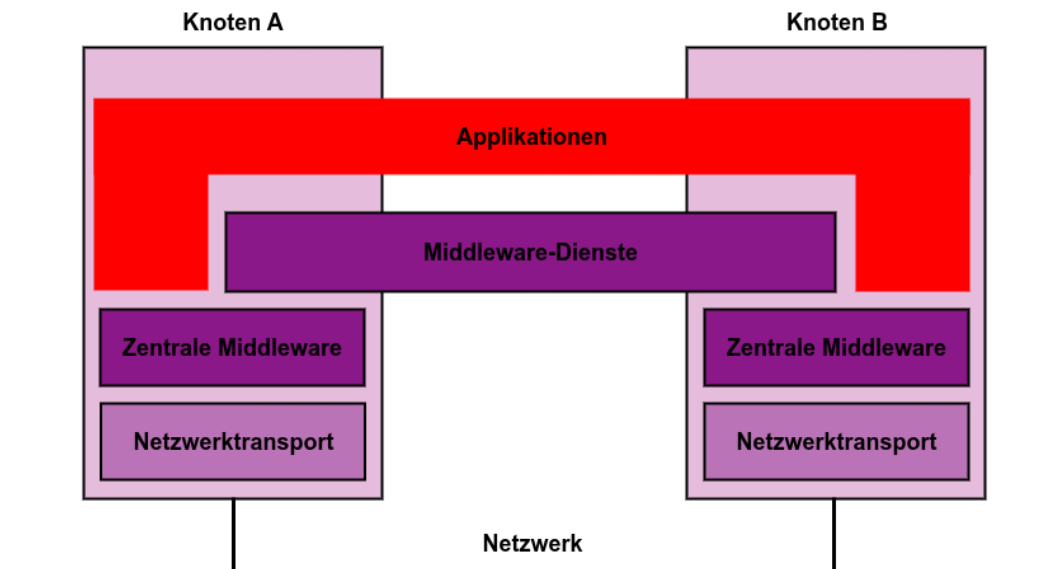 Knoten A
Knoten B
Applikationen
Middleware-Dienste
Zentrale Middleware
Zentrale Middleware
Netzwerktransport
Netzwerktransport
Netzwerk